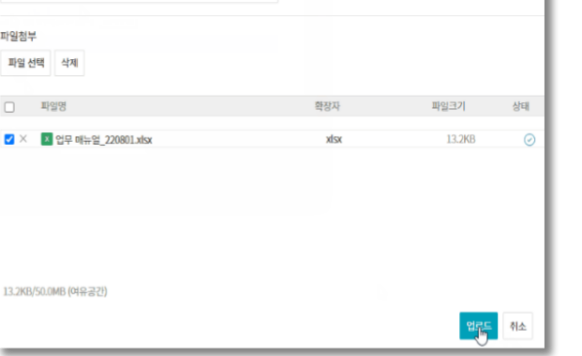 파일첨부
파일 선택 삭제
파일명 확장자 파일크기 상태
업무 매뉴얼_220801.xlsx xlsx 13.2KB
13.2KB/50.0MB (여유공간)
업로드 취소